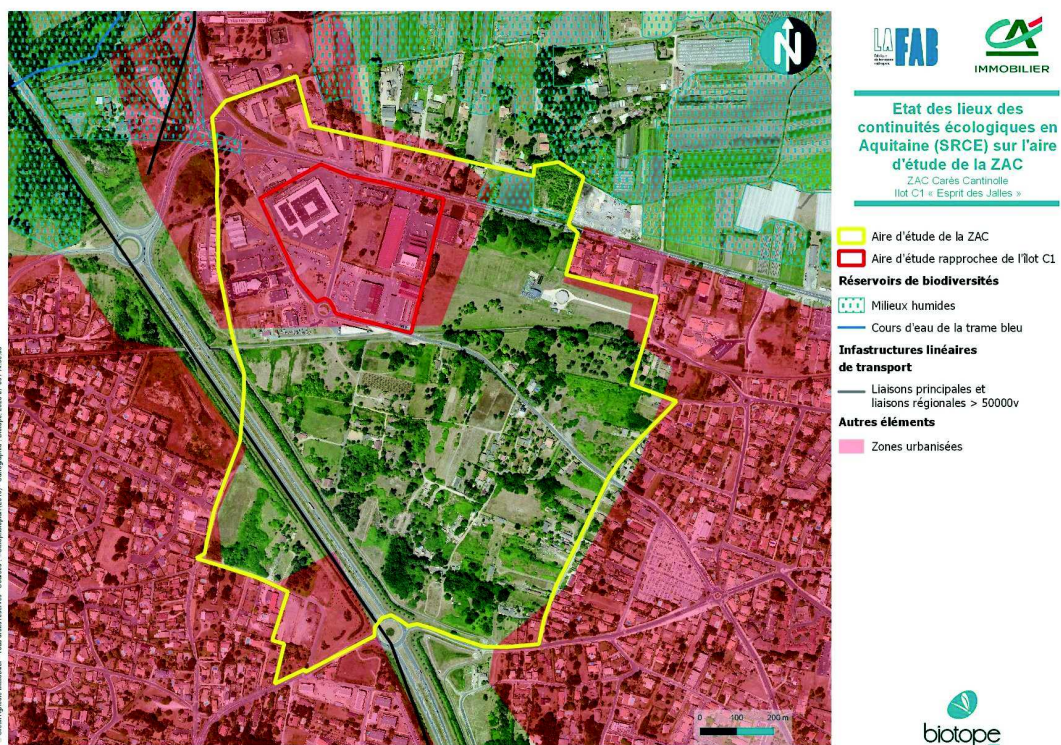 N
LA FAB
CA
IMMOBILIER
Etat des lieux des
continuités écologiques en
Aquitaine (SRCE) sur l'aire
d'étude de la ZAC
ZAC Carès Cantinolle
Ilot C1 « Esprit des Jalles »
Aire d'étude de la ZAC
Aire d'étude rapprochee de l'îlot C1
Réservoirs de biodiversités
Milieux humides
Cours d'eau de la trame bleu
Infastructures linéaires
de transport
Liaisons principales et
liaisons régionales > 50000v
Autres éléments
Zones urbanisées
0 100 200 m
biotope